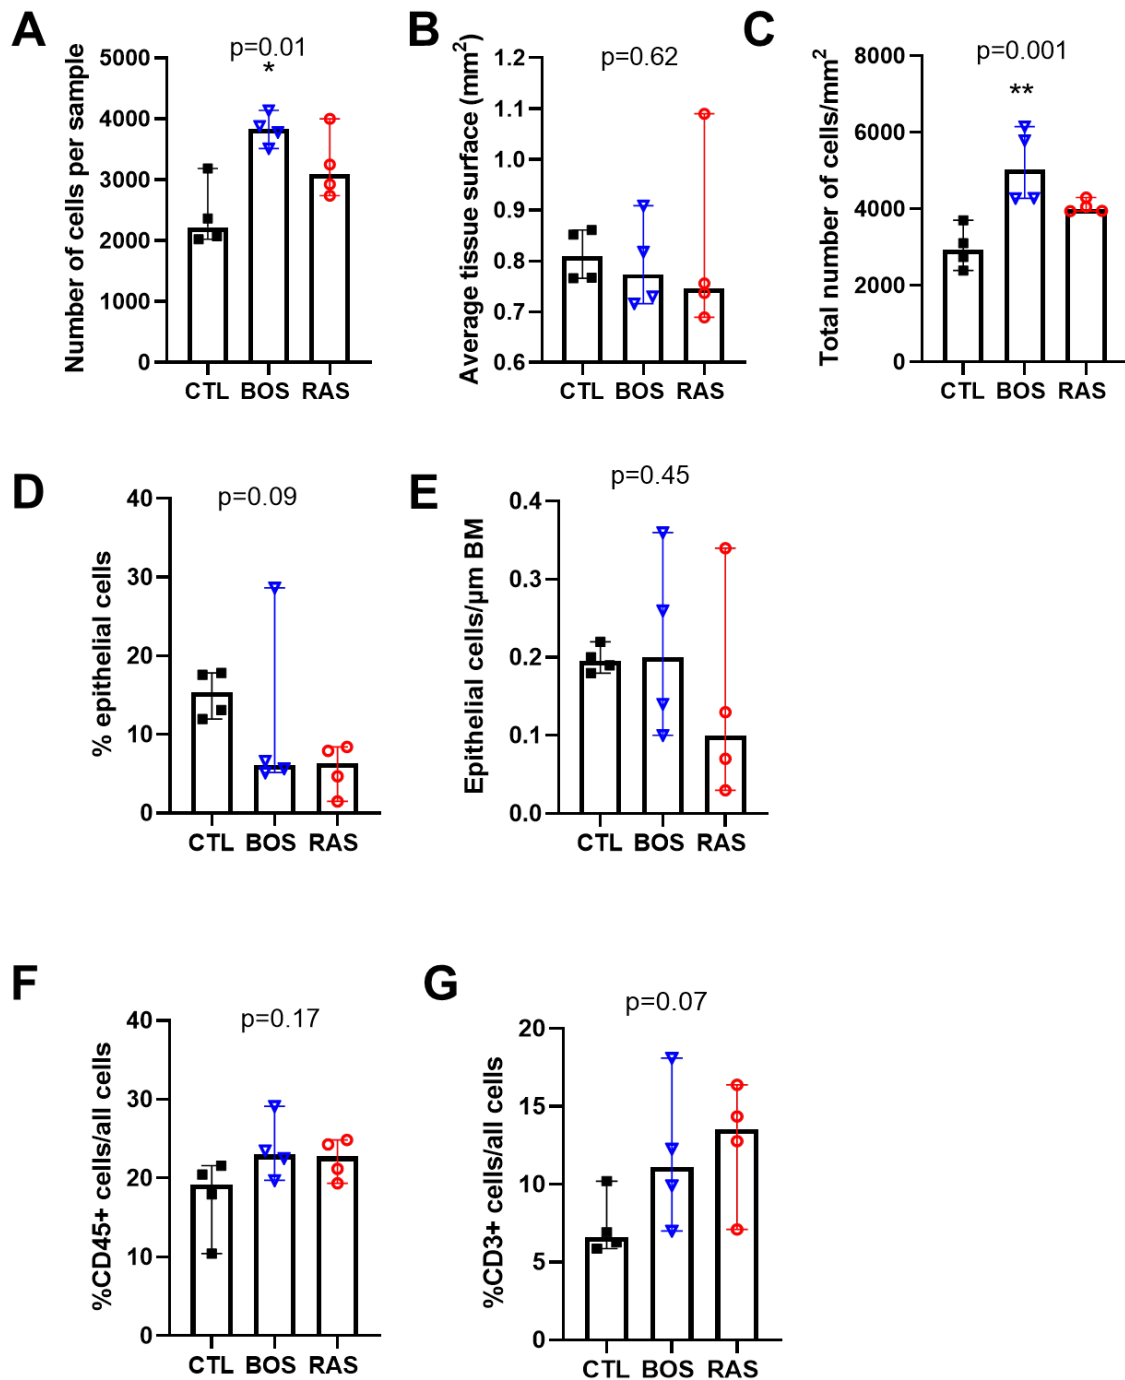 A
p=0.01
*
Number of cells per sample
5000
4000
3000
2000
1000
0
CTL BOS RAS
B
p=0.62
Average tissue surface (mm²)
1.2
1.1
1.0
0.9
0.8
0.7
0.6
CTL BOS RAS
C
p=0.001
**
Total number of cells/mm²
8000
6000
4000
2000
0
CTL BOS RAS
D
p=0.09
% epithelial cells
40
30
20
10
0
CTL BOS RAS
E
p=0.45
Epithelial cells/µm BM
0.4
0.3
0.2
0.1
0.0
CTL BOS RAS
F
p=0.17
%CD45+ cells/all cells
40
30
20
10
0
CTL BOS RAS
G
p=0.07
%CD3+ cells/all cells
20
15
10
5
0
CTL BOS RAS